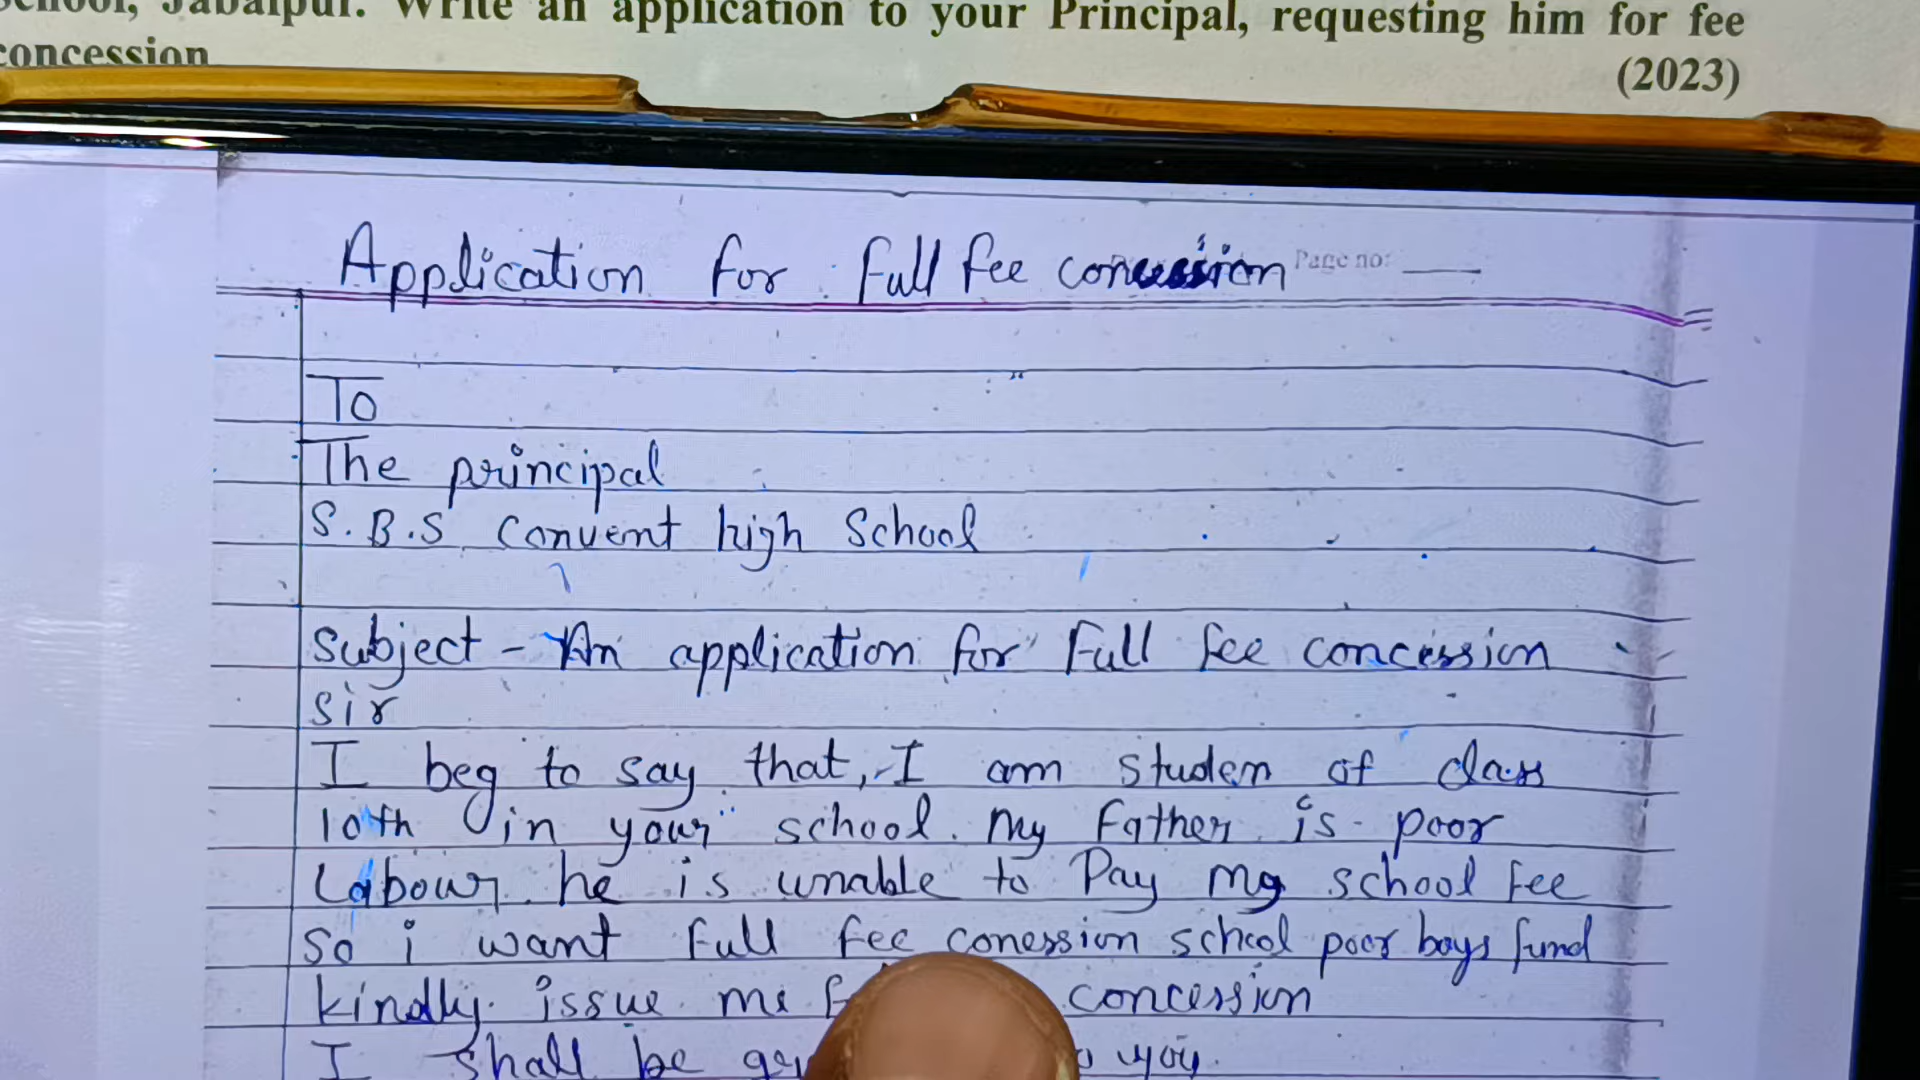 School, Jabalpur. Write an application to your Principal, requesting him for fee
concession
(2023)
Application for full fee concession
Page no:
To
The principal
S.B.S. Convent high School
Subject - An application for full fee concession
Sir
I beg to say that, I am studen of class
10th in your school. My Father is poor
Labour he is unable to Pay my school fee
So i want full fee conession school poor boys fund
kindly issue me concession
I shall be you.